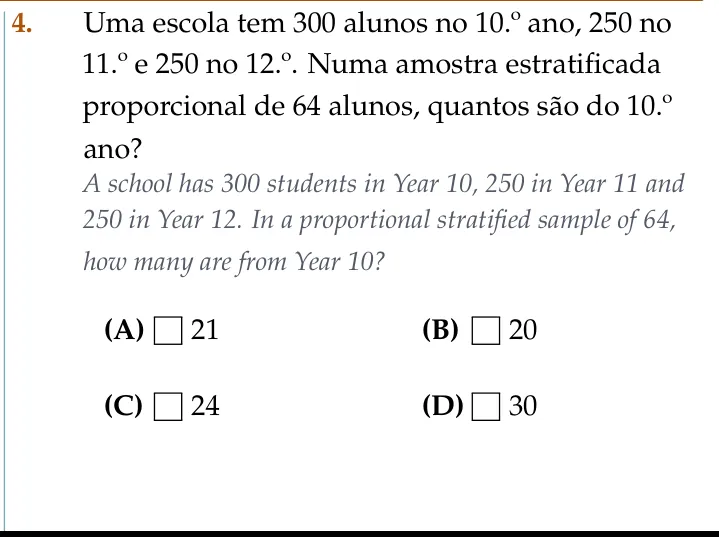 4. Uma escola tem 300 alunos no 10.º ano, 250 no
11.º e 250 no 12.º. Numa amostra estratificada
proporcional de 64 alunos, quantos são do 10.º
ano?
A school has 300 students in Year 10, 250 in Year 11 and
250 in Year 12. In a proportional stratified sample of 64,
how many are from Year 10?
(A) □ 21 (B) □ 20
(C) □ 24 (D) □ 30